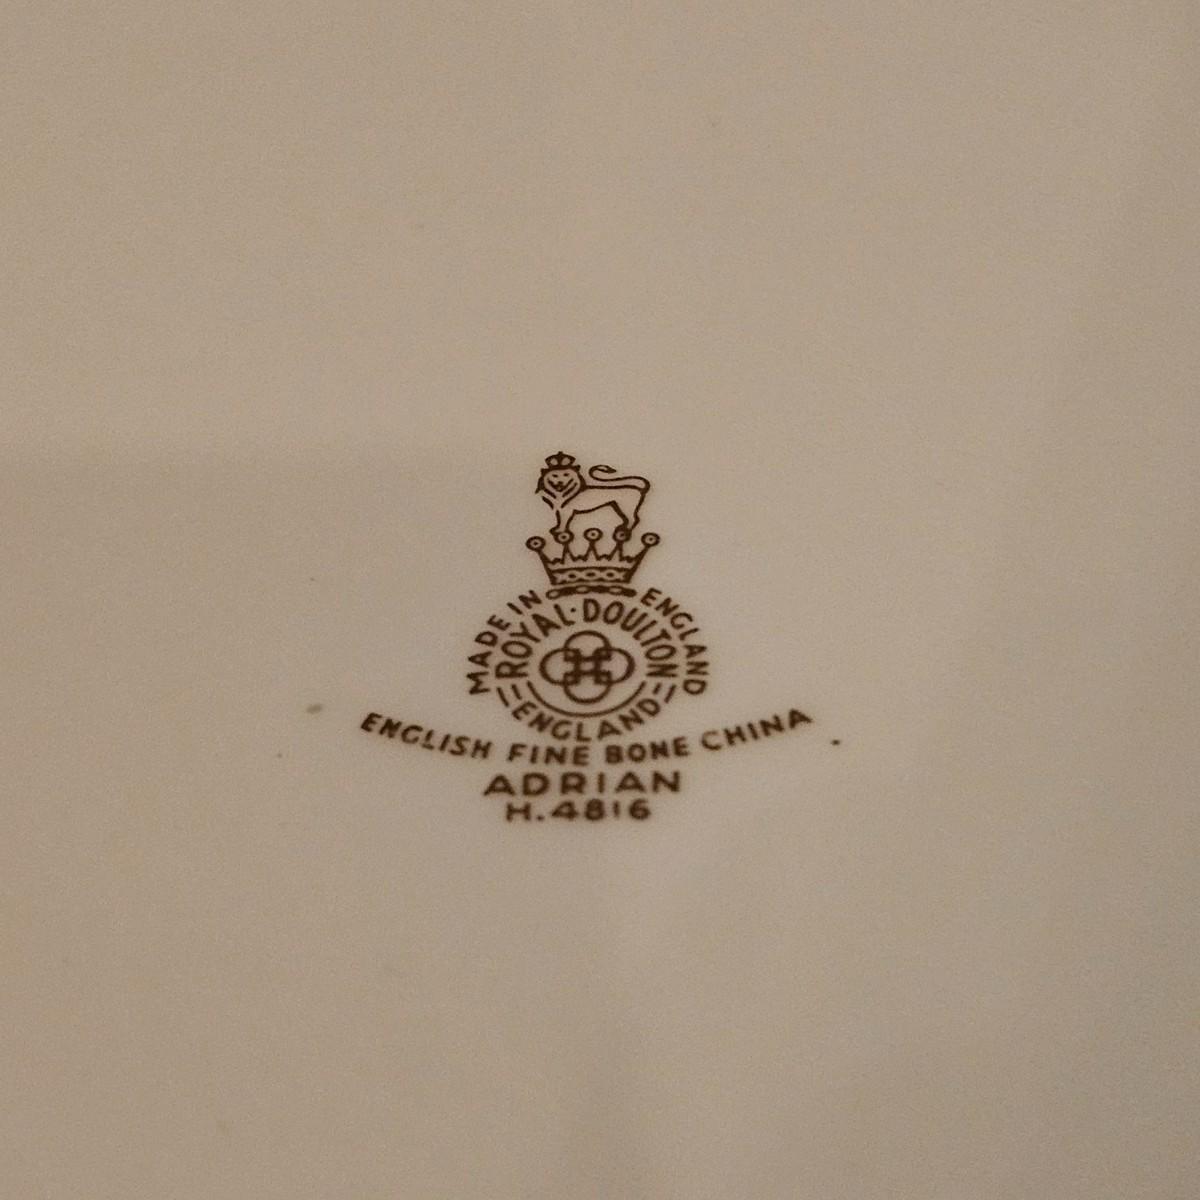 MADE IN ENGLAND
ROYAL·DOULTON
ENGLAND
ENGLISH FINE BONE CHINA
ADRIAN
H.4816